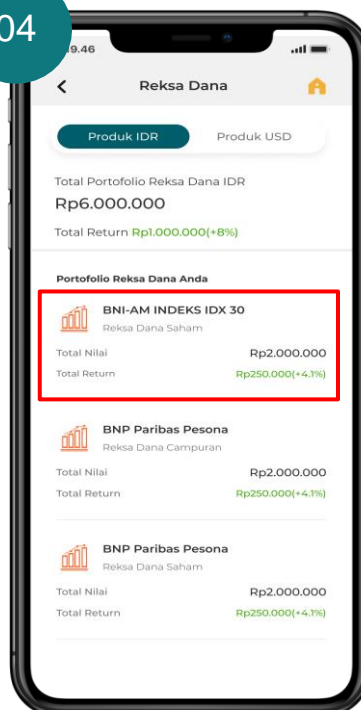 04
9.46
Reksa Dana
Produk IDR Produk USD
Total Portofolio Reksa Dana IDR
Rp6.000.000
Total Return Rp1.000.000(+8%)
Portofolio Reksa Dana Anda
BNI-AM INDEKS IDX 30
Reksa Dana Saham
Total Nilai Rp2.000.000
Total Return Rp250.000(+4.1%)
BNP Paribas Pesona
Reksa Dana Campuran
Total Nilai Rp2.000.000
Total Return Rp250.000(+4.1%)
BNP Paribas Pesona
Reksa Dana Saham
Total Nilai Rp2.000.000
Total Return Rp250.000(+4.1%)